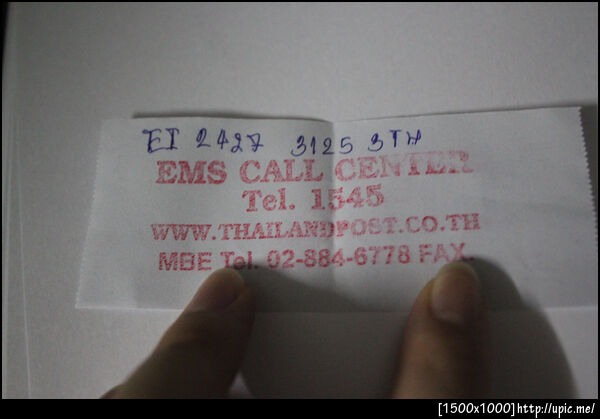 EI 2427 3125 3TH
EMS CALL CENTER
Tel. 1545
WWW.THAILANDPOST.CO.TH
MBE Tel. 02-884-6778 FAX.
[1500x1000]http://upic.me/